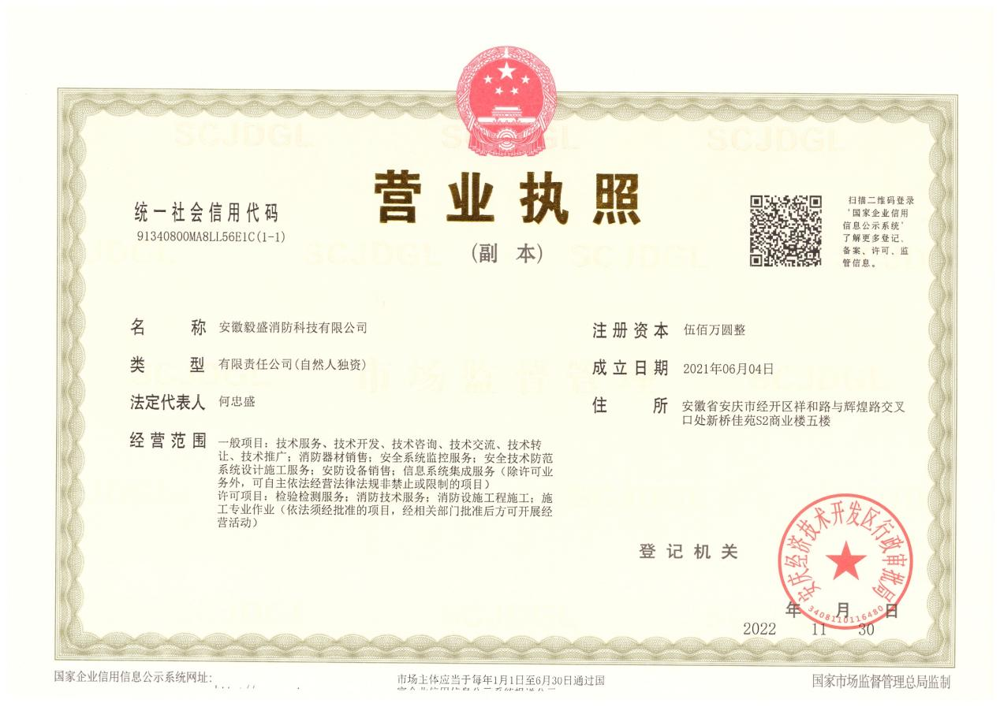 营业执照
(副 本)
统一社会信用代码
91340800MA8LL56E1C(1-1)
扫描二维码登录
'国家企业信用
信息公示系统'
了解更多登记、
备案、许可、监
管信息。
名 称 安徽毅盛消防科技有限公司
类 型 有限责任公司(自然人独资)
法定代表人 何忠盛
经营范围 一般项目：技术服务、技术开发、技术咨询、技术交流、技术转
让、技术推广；消防器材销售；安全系统监控服务；安全技术防范
系统设计施工服务；安防设备销售；信息系统集成服务（除许可业
务外，可自主依法经营法律法规非禁止或限制的项目）
许可项目：检验检测服务；消防技术服务；消防设施工程施工；施
工专业作业（依法须经批准的项目，经相关部门批准后方可开展经
营活动）
注册资本 伍佰万圆整
成立日期 2021年06月04日
住 所 安徽省安庆市经开区祥和路与辉煌路交叉
口处新桥佳苑S2商业楼五楼
登记机关
安庆经济技术开发区行政审批局
3408110116480
年 月 日
2022 11 30
国家企业信用信息公示系统网址:
市场主体应当于每年1月1日至6月30日通过国
国家市场监督管理总局监制
SCJDGL
市场监督管理